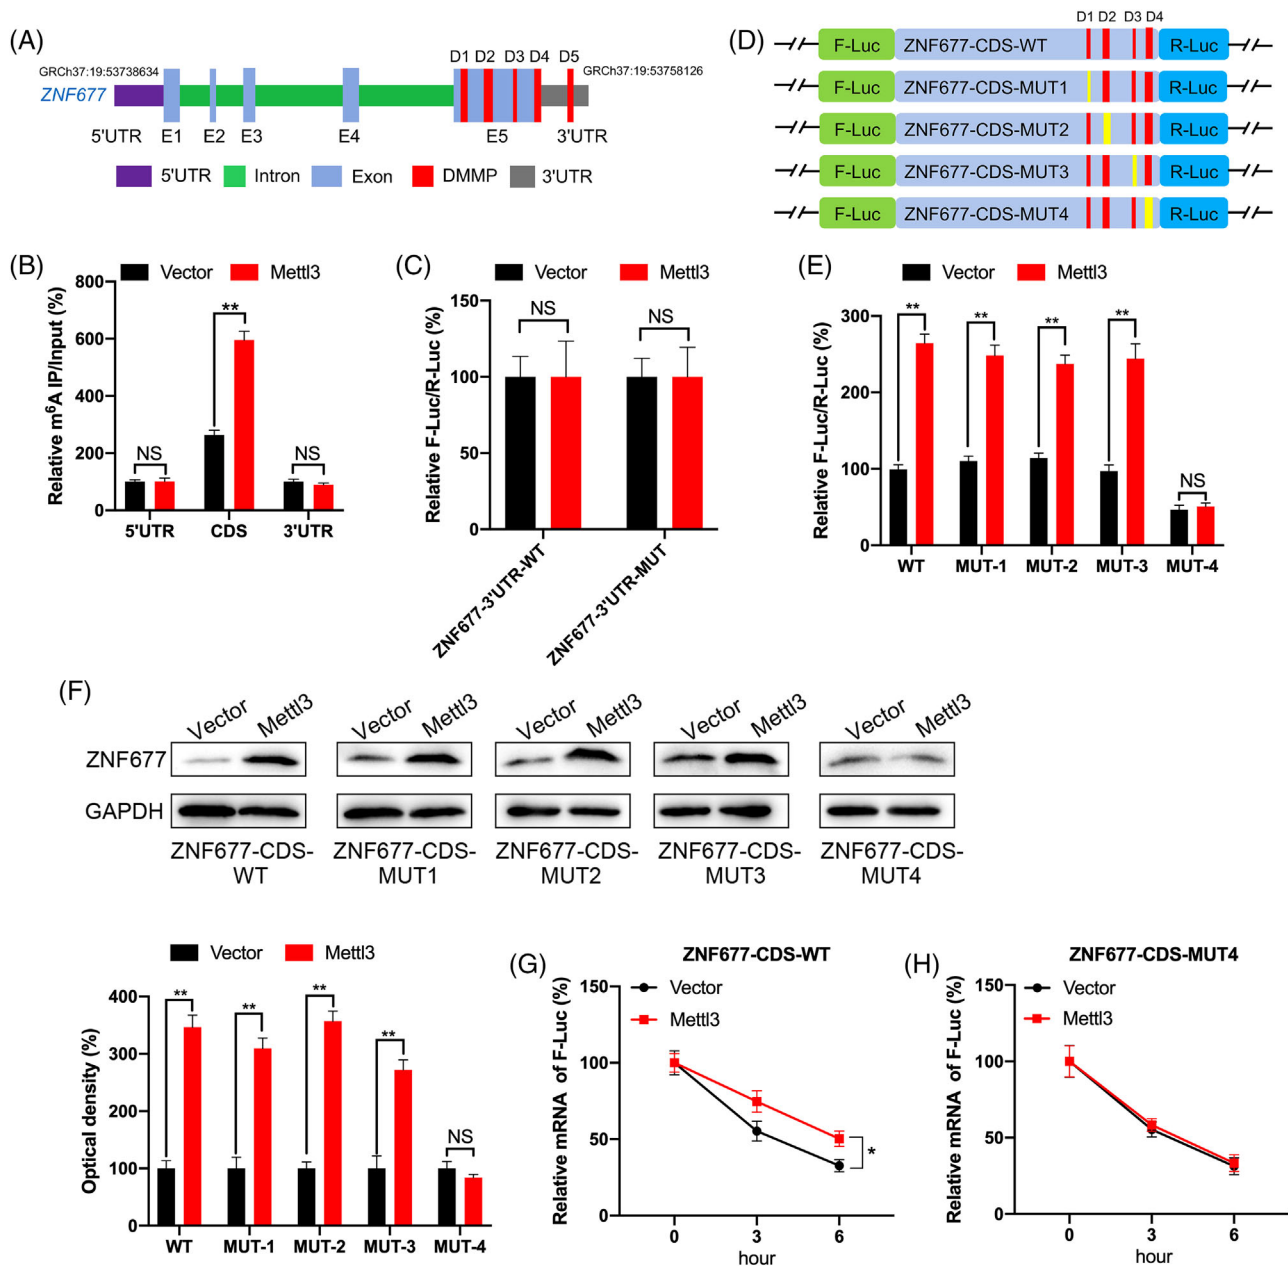 (A)
D1 D2 D3 D4 D5
GRCh37:19:53738634
GRCh37:19:53758126
ZNF677
5'UTR E1 E2 E3 E4 E5 3'UTR
5'UTR Intron Exon DMMP 3'UTR
(D)
D1 D2 D3 D4
F-Luc ZNF677-CDS-WT R-Luc
F-Luc ZNF677-CDS-MUT1 R-Luc
F-Luc ZNF677-CDS-MUT2 R-Luc
F-Luc ZNF677-CDS-MUT3 R-Luc
F-Luc ZNF677-CDS-MUT4 R-Luc
(B)
Vector Mettl3
Relative m⁶A IP/Input (%)
800
600
400
200
0
NS
**
NS
5'UTR CDS 3'UTR
(C)
Vector Mettl3
Relative F-Luc/R-Luc (%)
150
100
50
0
NS
NS
ZNF677-3'UTR-WT
ZNF677-3'UTR-MUT
(E)
Vector Mettl3
Relative F-Luc/R-Luc (%)
300
200
100
0
**
**
**
**
NS
WT MUT-1 MUT-2 MUT-3 MUT-4
(F)
Vector Mettl3 Vector Mettl3 Vector Mettl3 Vector Mettl3 Vector Mettl3
ZNF677
GAPDH
ZNF677-CDS- ZNF677-CDS- ZNF677-CDS- ZNF677-CDS- ZNF677-CDS-
WT MUT1 MUT2 MUT3 MUT4
Vector Mettl3
Optical density (%)
400
300
200
100
0
**
**
**
**
NS
WT MUT-1 MUT-2 MUT-3 MUT-4
(G)
ZNF677-CDS-WT
Vector
Mettl3
Relative mRNA of F-Luc (%)
150
100
50
0
*
0 3 6
hour
(H)
ZNF677-CDS-MUT4
Vector
Mettl3
Relative mRNA of F-Luc (%)
150
100
50
0
0 3 6
hour